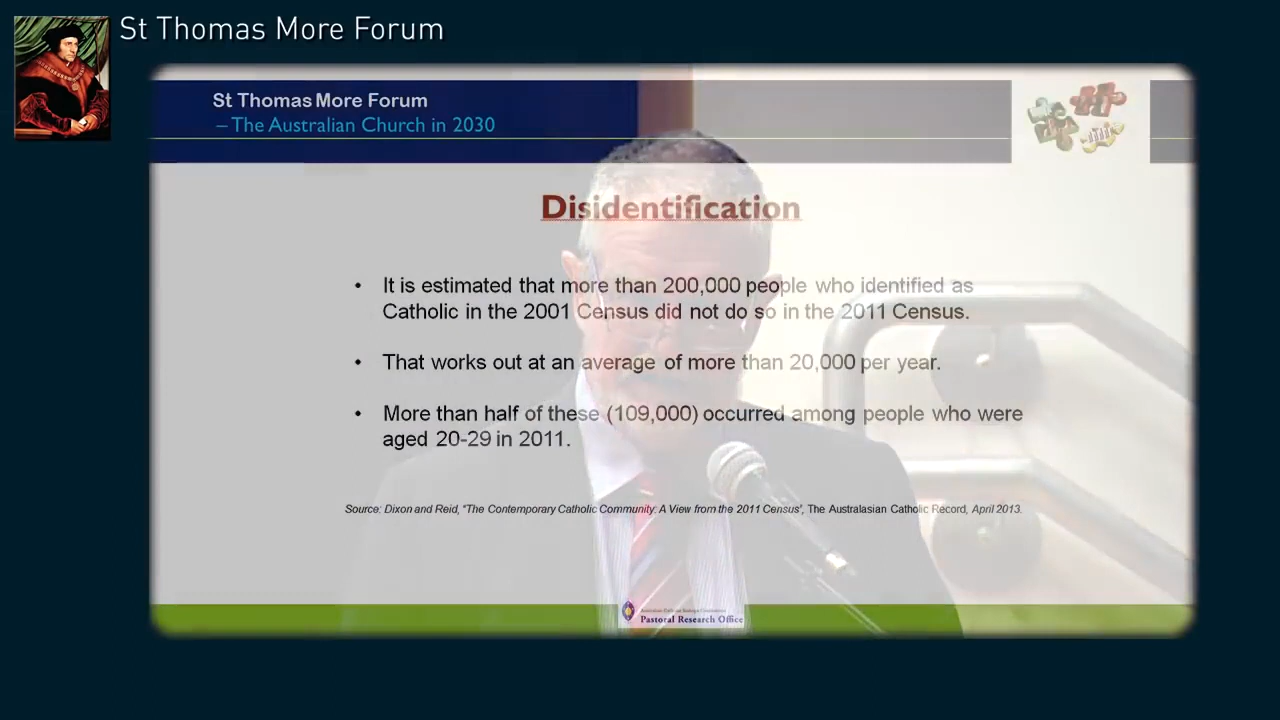 St Thomas More Forum
St Thomas More Forum
– The Australian Church in 2030
Disidentification
• It is estimated that more than 200,000 people who identified as
Catholic in the 2001 Census did not do so in the 2011 Census.
• That works out at an average of more than 20,000 per year.
• More than half of these (109,000) occurred among people who were
aged 20-29 in 2011.
Source: Dixon and Reid, "The Contemporary Catholic Community: A View from the 2011 Census", The Australasian Catholic Record, April 2013.
Australian Catholic Bishops Conference
Pastoral Research Office